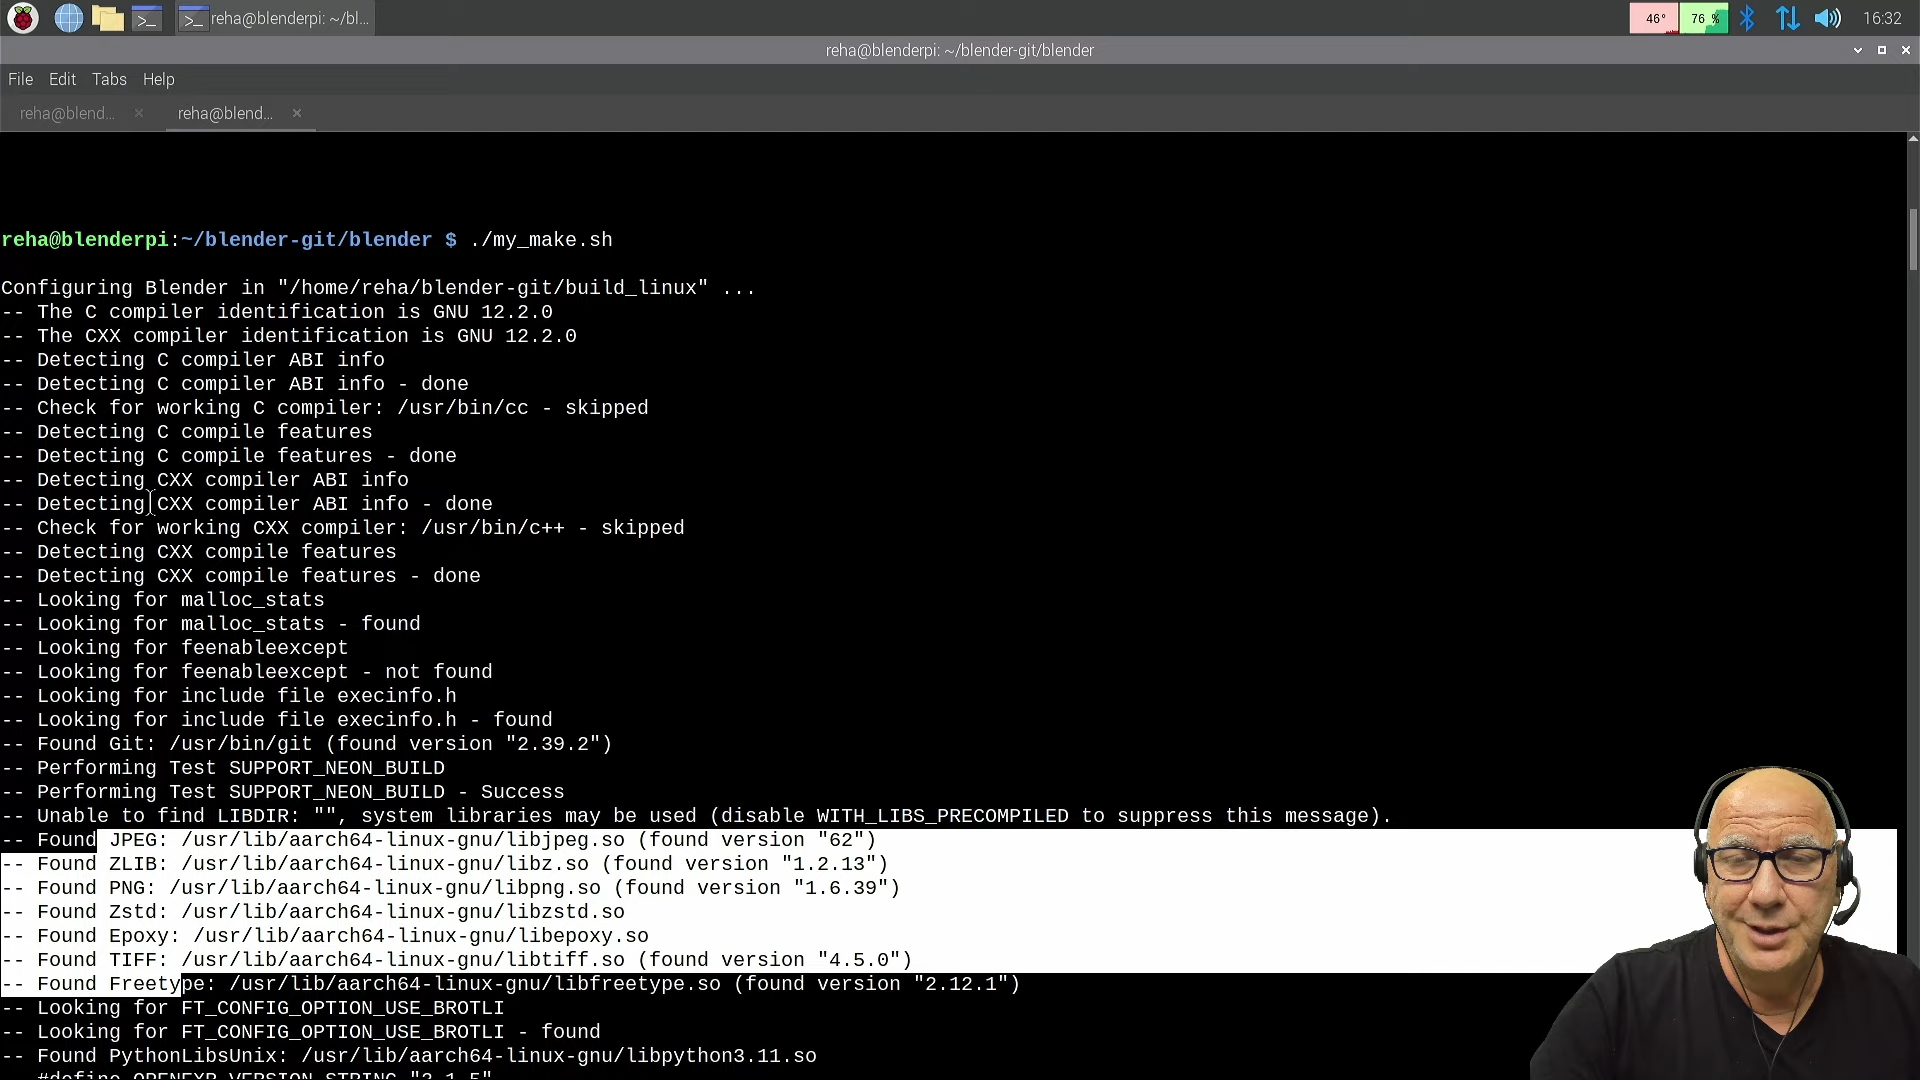 reha@blenderpi: ~/bl...
46°
76 %
16:32
reha@blenderpi: ~/blender-git/blender
File Edit Tabs Help
reha@blend... ×
reha@blend... ×
reha@blenderpi:~/blender-git/blender $ ./my_make.sh
Configuring Blender in "/home/reha/blender-git/build_linux" ...
-- The C compiler identification is GNU 12.2.0
-- The CXX compiler identification is GNU 12.2.0
-- Detecting C compiler ABI info
-- Detecting C compiler ABI info - done
-- Check for working C compiler: /usr/bin/cc - skipped
-- Detecting C compile features
-- Detecting C compile features - done
-- Detecting CXX compiler ABI info
-- Detecting CXX compiler ABI info - done
-- Check for working CXX compiler: /usr/bin/c++ - skipped
-- Detecting CXX compile features
-- Detecting CXX compile features - done
-- Looking for malloc_stats
-- Looking for malloc_stats - found
-- Looking for feenableexcept
-- Looking for feenableexcept - not found
-- Looking for include file execinfo.h
-- Looking for include file execinfo.h - found
-- Found Git: /usr/bin/git (found version "2.39.2")
-- Performing Test SUPPORT_NEON_BUILD
-- Performing Test SUPPORT_NEON_BUILD - Success
-- Unable to find LIBDIR: "", system libraries may be used (disable WITH_LIBS_PRECOMPILED to suppress this message).
-- Found JPEG: /usr/lib/aarch64-linux-gnu/libjpeg.so (found version "62")
-- Found ZLIB: /usr/lib/aarch64-linux-gnu/libz.so (found version "1.2.13")
-- Found PNG: /usr/lib/aarch64-linux-gnu/libpng.so (found version "1.6.39")
-- Found Zstd: /usr/lib/aarch64-linux-gnu/libzstd.so
-- Found Epoxy: /usr/lib/aarch64-linux-gnu/libepoxy.so
-- Found TIFF: /usr/lib/aarch64-linux-gnu/libtiff.so (found version "4.5.0")
-- Found Freetype: /usr/lib/aarch64-linux-gnu/libfreetype.so (found version "2.12.1")
-- Looking for FT_CONFIG_OPTION_USE_BROTLI
-- Looking for FT_CONFIG_OPTION_USE_BROTLI - found
-- Found PythonLibsUnix: /usr/lib/aarch64-linux-gnu/libpython3.11.so
#define OPENEXR_VERSION_STRING "3.1.5"